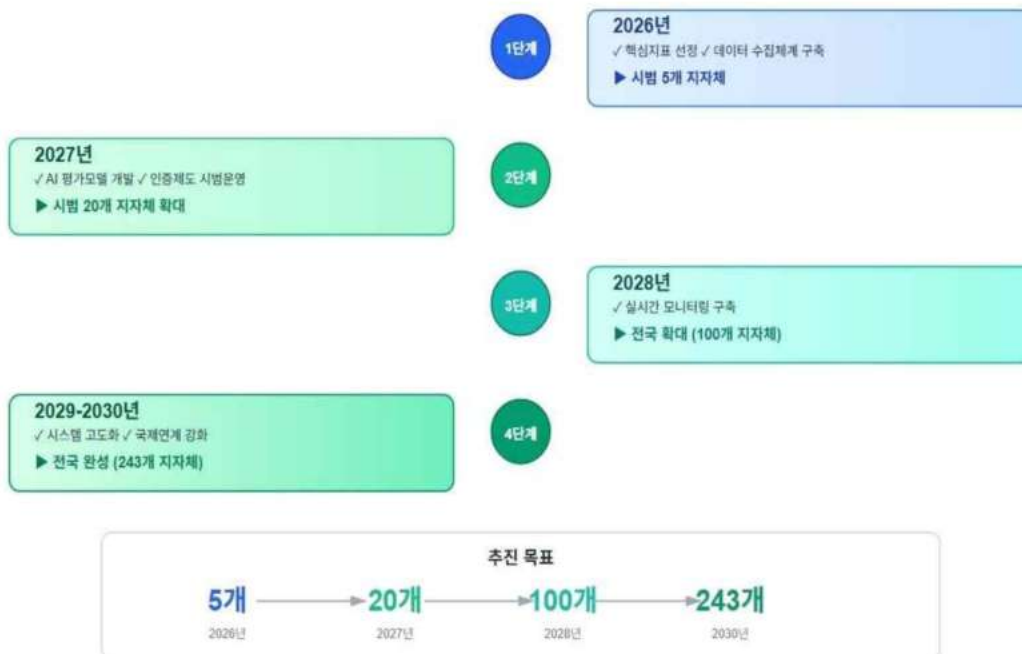 1단계
2026년
✓ 핵심지표 선정 ✓ 데이터 수집체계 구축
▶ 시범 5개 지자체
2027년
✓ AI 평가모델 개발 ✓ 인증제도 시범운영
▶ 시범 20개 지자체 확대
2단계
3단계
2028년
✓ 실시간 모니터링 구축
▶ 전국 확대 (100개 지자체)
2029-2030년
✓ 시스템 고도화 ✓ 국제연계 강화
▶ 전국 완성 (243개 지자체)
4단계
추진 목표
5개 20개 100개 243개
2026년 2027년 2028년 2030년